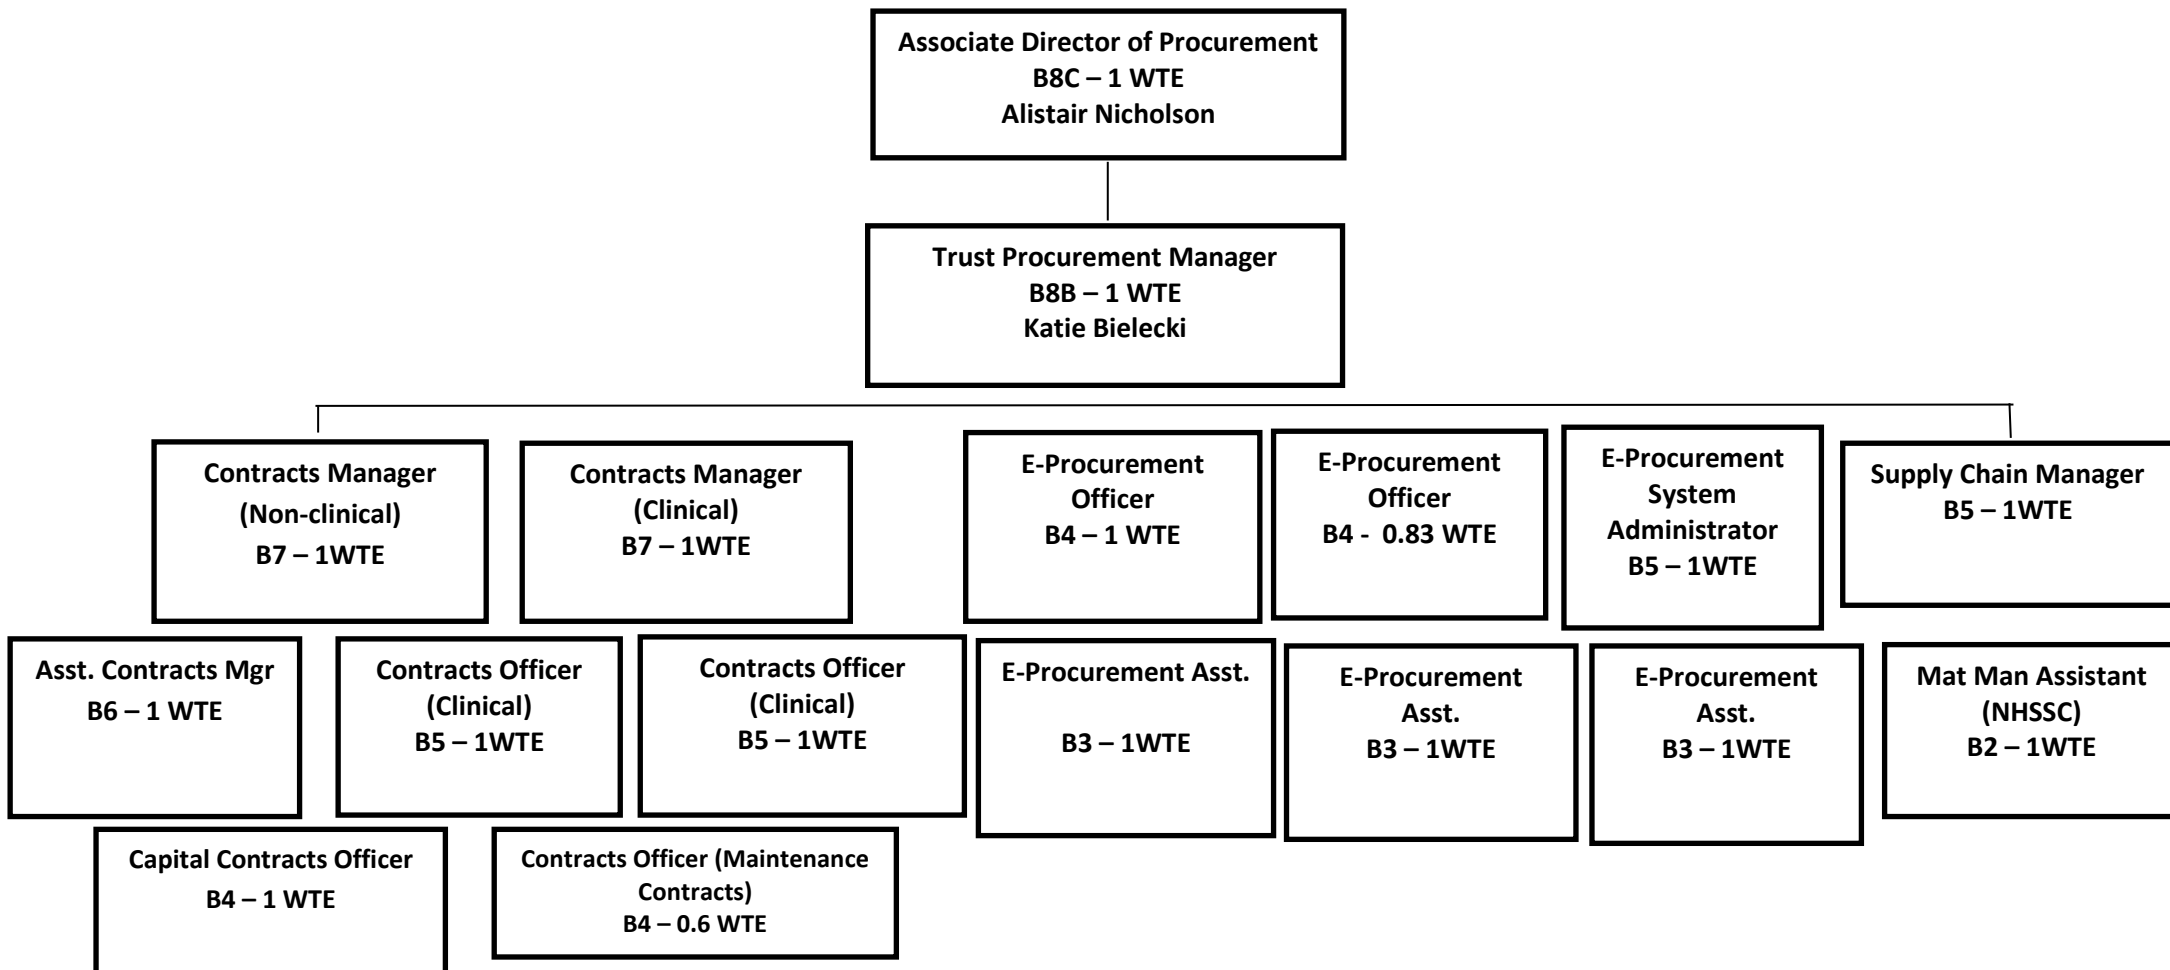 Associate Director of Procurement
B8C – 1 WTE
Alistair Nicholson
Trust Procurement Manager
B8B – 1 WTE
Katie Bielecki
Contracts Manager
(Non-clinical)
B7 – 1WTE
Contracts Manager
(Clinical)
B7 – 1WTE
E-Procurement
Officer
B4 – 1 WTE
E-Procurement
Officer
B4 - 0.83 WTE
E-Procurement
System
Administrator
B5 – 1WTE
Supply Chain Manager
B5 – 1WTE
Asst. Contracts Mgr
B6 – 1 WTE
Contracts Officer
(Clinical)
B5 – 1WTE
Contracts Officer
(Clinical)
B5 – 1WTE
E-Procurement Asst.
B3 – 1WTE
E-Procurement
Asst.
B3 – 1WTE
E-Procurement
Asst.
B3 – 1WTE
Mat Man Assistant
(NHSSC)
B2 – 1WTE
Capital Contracts Officer
B4 – 1 WTE
Contracts Officer (Maintenance
Contracts)
B4 – 0.6 WTE